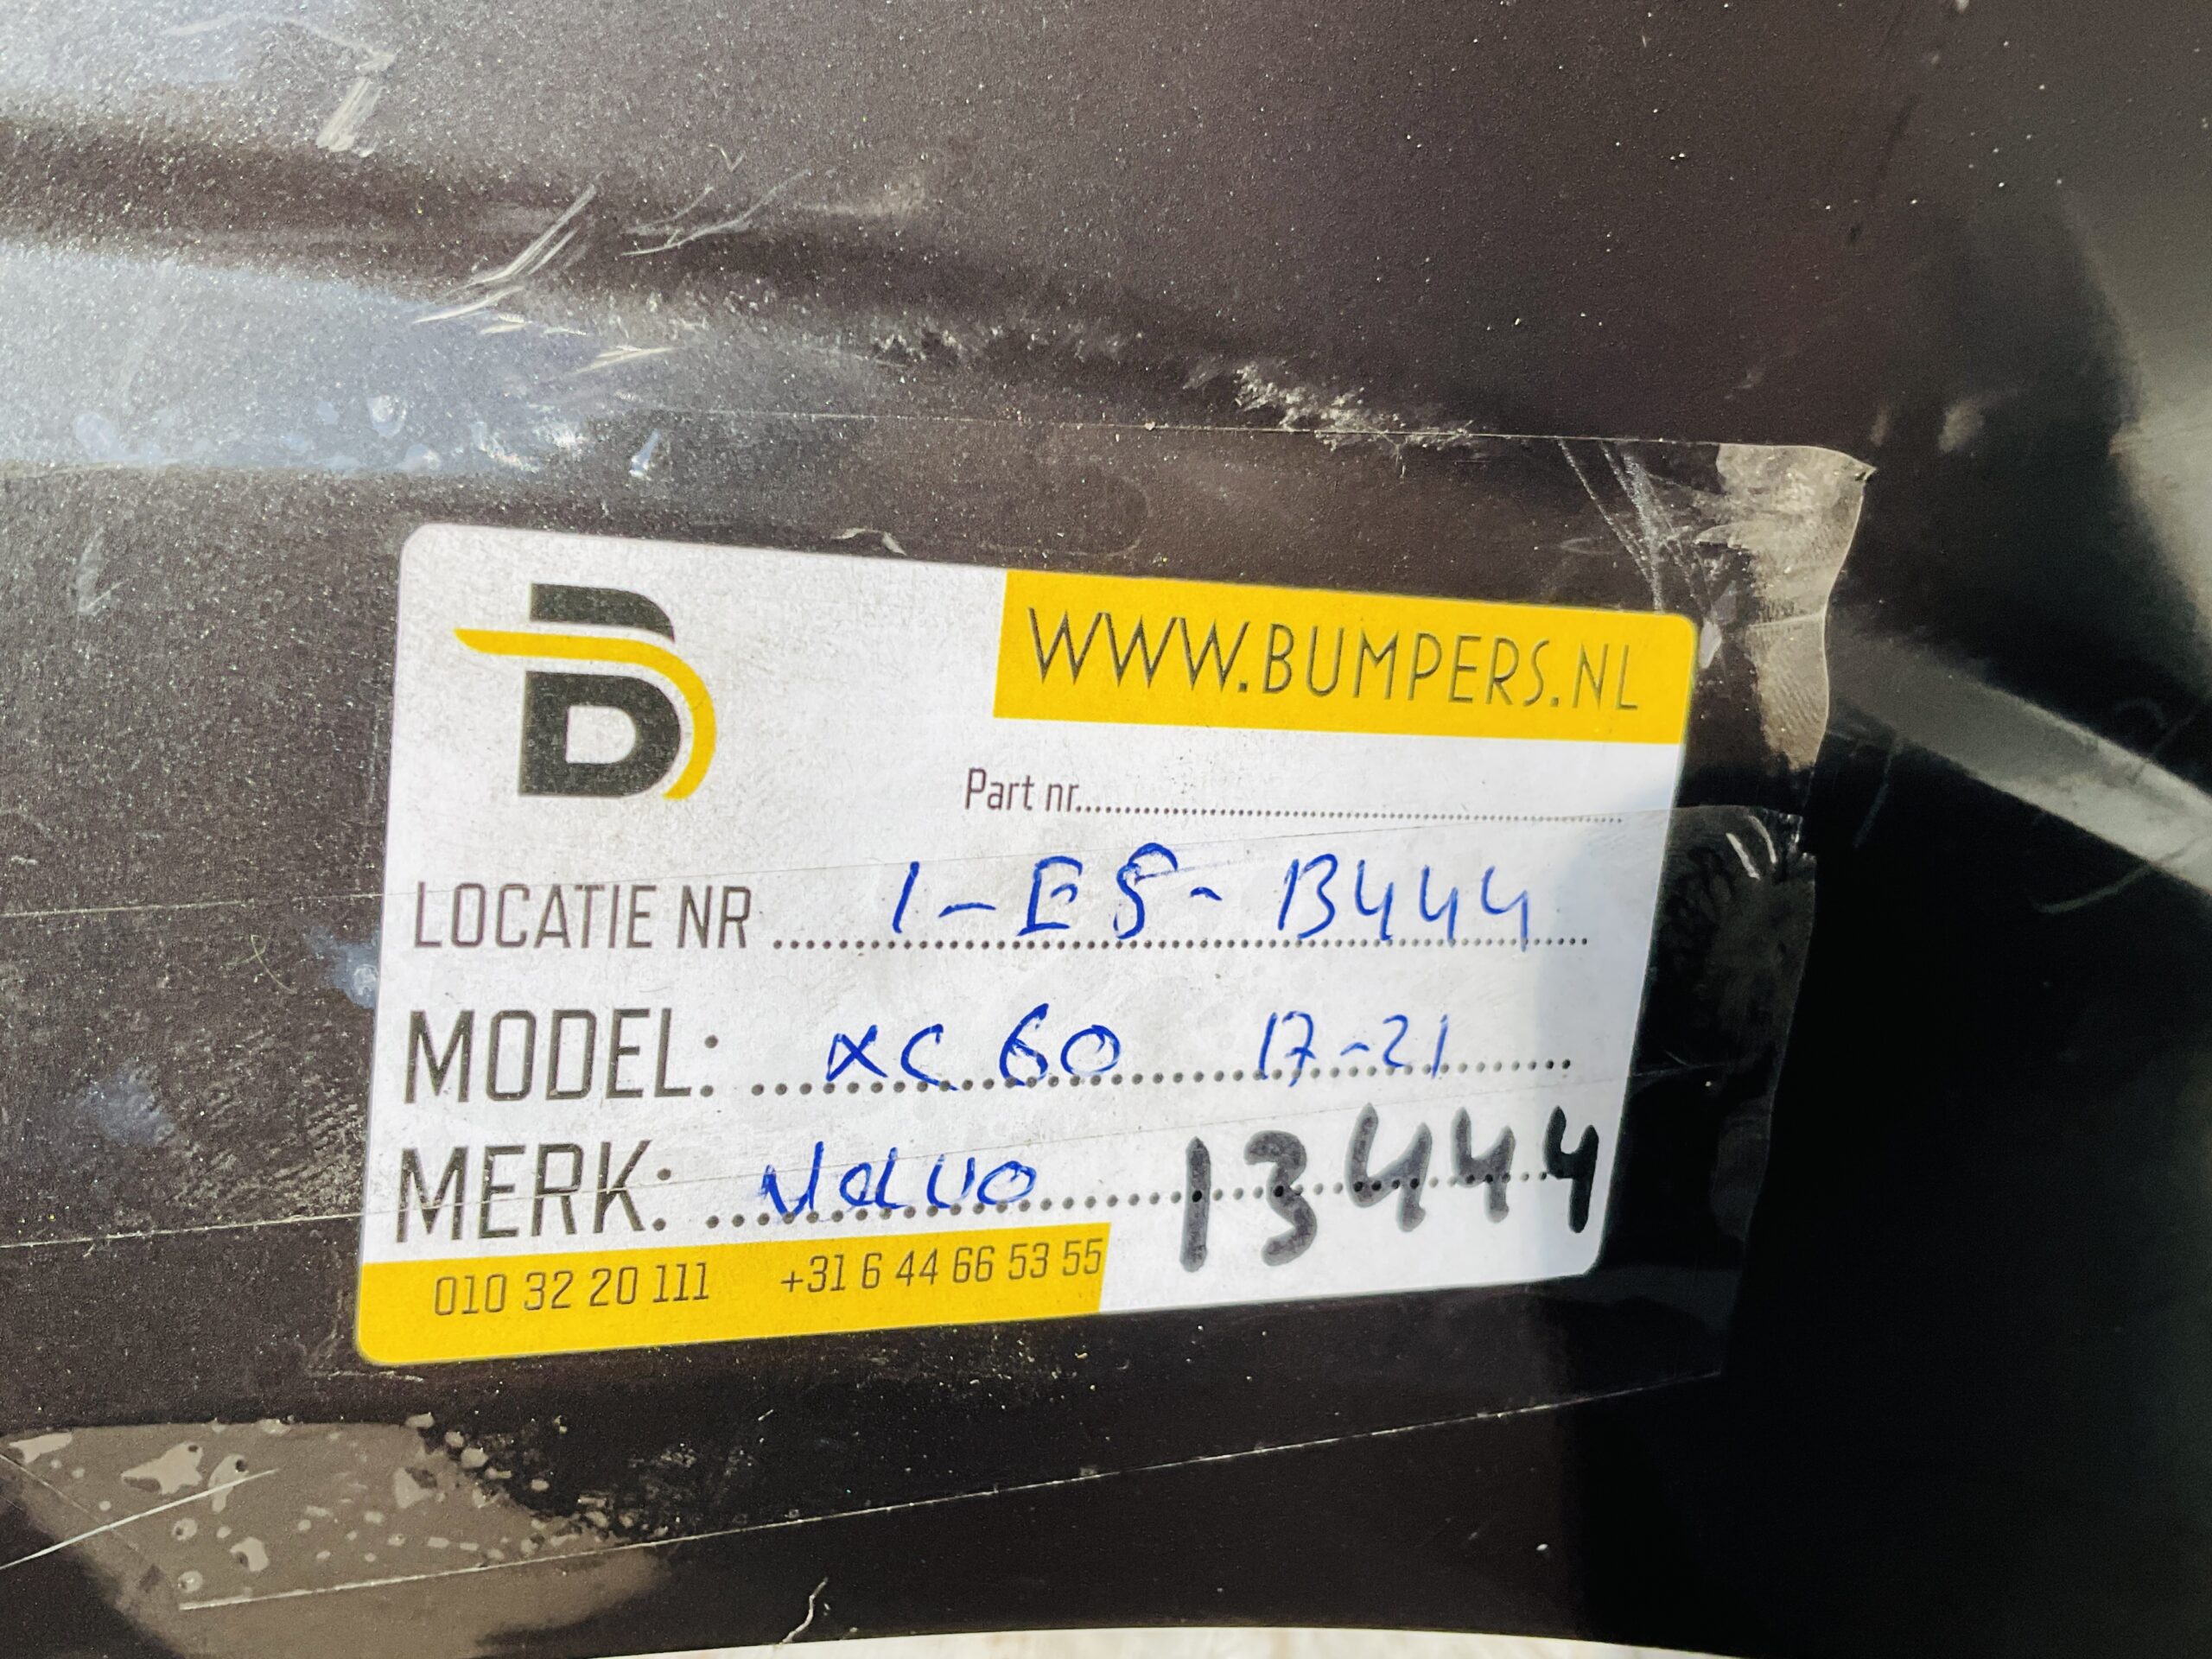 B
WWW.BUMPERS.NL
Part nr.
LOCATIE NR 1-E8-13444
MODEL: XC 60 17-21
MERK: Volvo 13444
010 32 20 111 +31 6 44 66 53 55